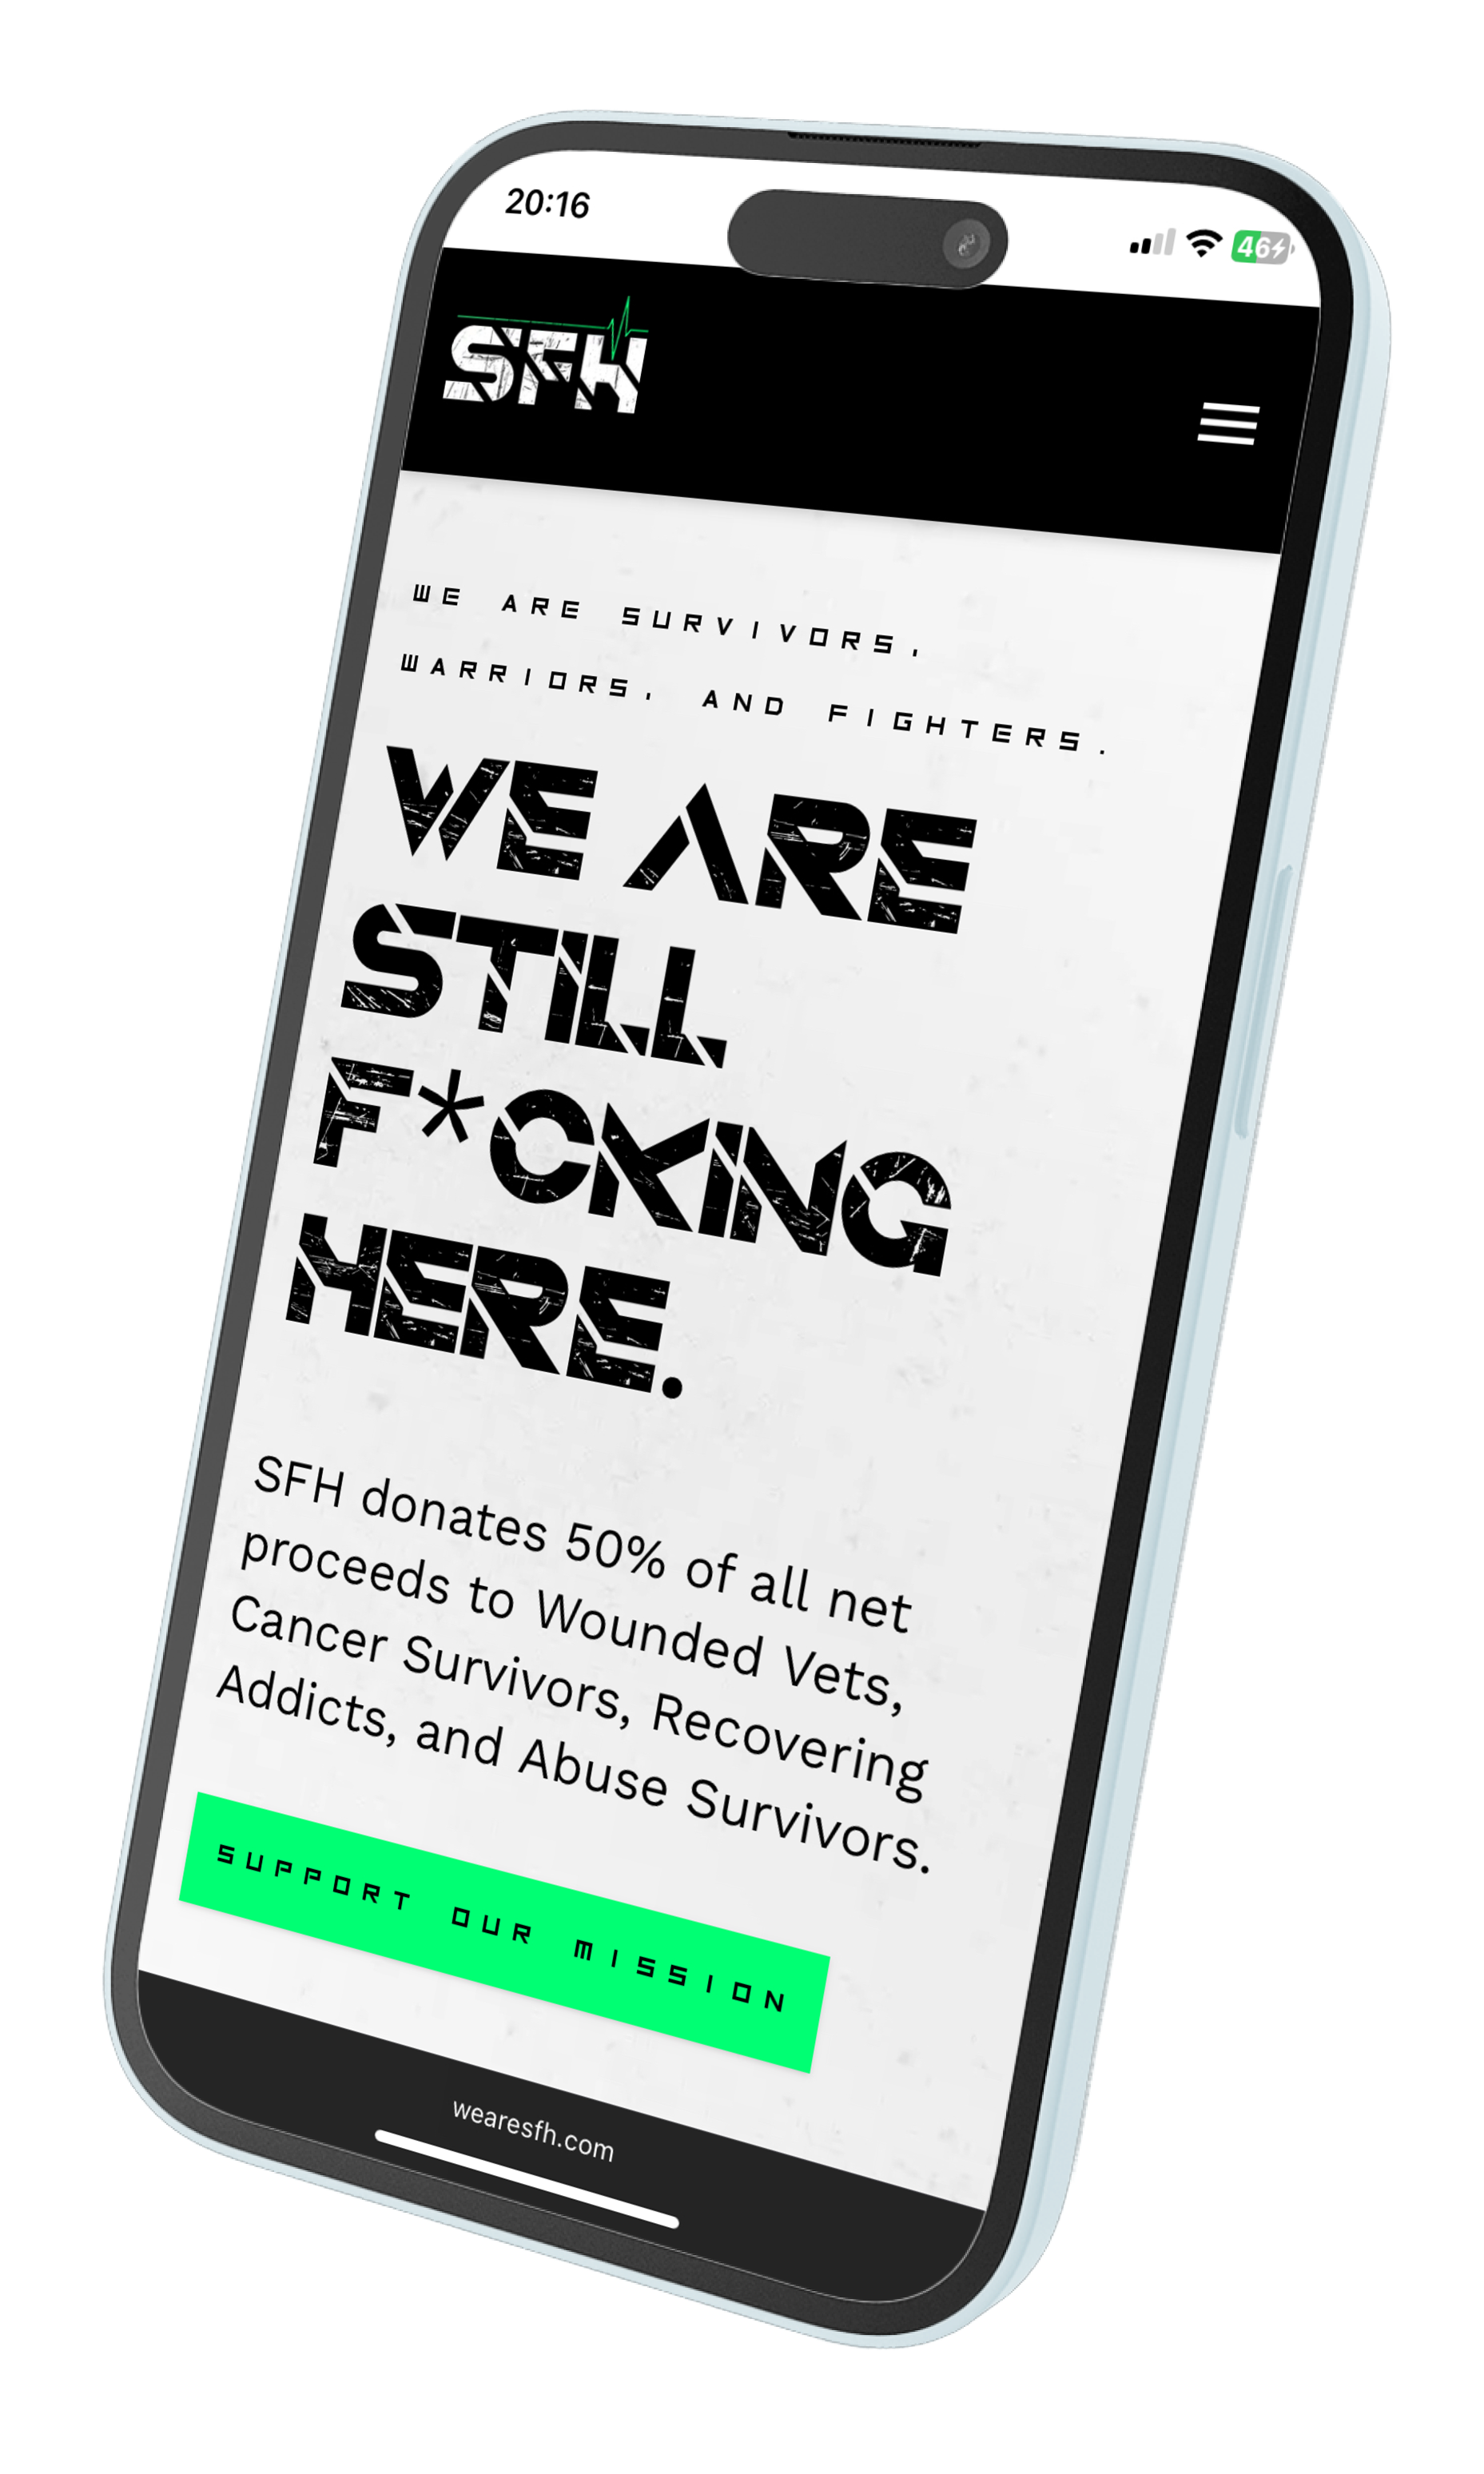 20:16
46
SFH
WE ARE SURVIVORS,
WARRIORS, AND FIGHTERS.
WE ARE
STILL
F*CKING
HERE.
SFH donates 50% of all net
proceeds to Wounded Vets,
Cancer Survivors, Recovering
Addicts, and Abuse Survivors.
SUPPORT OUR MISSION
wearesfh.com